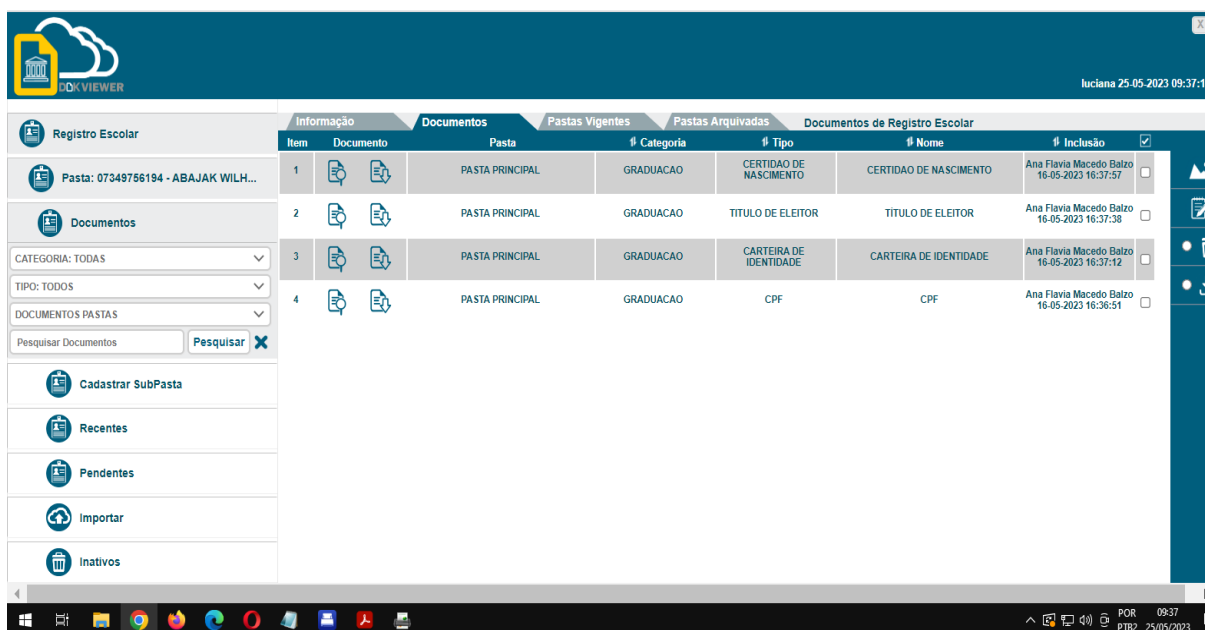 X
DDKVIEWER
luciana 25-05-2023 09:37:1
Registro Escolar
Pasta: 07349756194 - ABAJAK WILH...
Documentos
CATEGORIA: TODAS
TIPO: TODOS
DOCUMENTOS PASTAS
Pesquisar Documentos Pesquisar
Cadastrar SubPasta
Recentes
Pendentes
Importar
Inativos
Informação Documentos Pastas Vigentes Pastas Arquivadas Documentos de Registro Escolar
Item Documento Pasta Categoria Tipo Nome Inclusão
1 PASTA PRINCIPAL GRADUACAO CERTIDAO DE NASCIMENTO CERTIDAO DE NASCIMENTO Ana Flavia Macedo Balzo 16-05-2023 16:37:57
2 PASTA PRINCIPAL GRADUACAO TITULO DE ELEITOR TÍTULO DE ELEITOR Ana Flavia Macedo Balzo 16-05-2023 16:37:38
3 PASTA PRINCIPAL GRADUACAO CARTEIRA DE IDENTIDADE CARTEIRA DE IDENTIDADE Ana Flavia Macedo Balzo 16-05-2023 16:37:12
4 PASTA PRINCIPAL GRADUACAO CPF CPF Ana Flavia Macedo Balzo 16-05-2023 16:36:51
POR 09:37
PTB2 25/05/2023